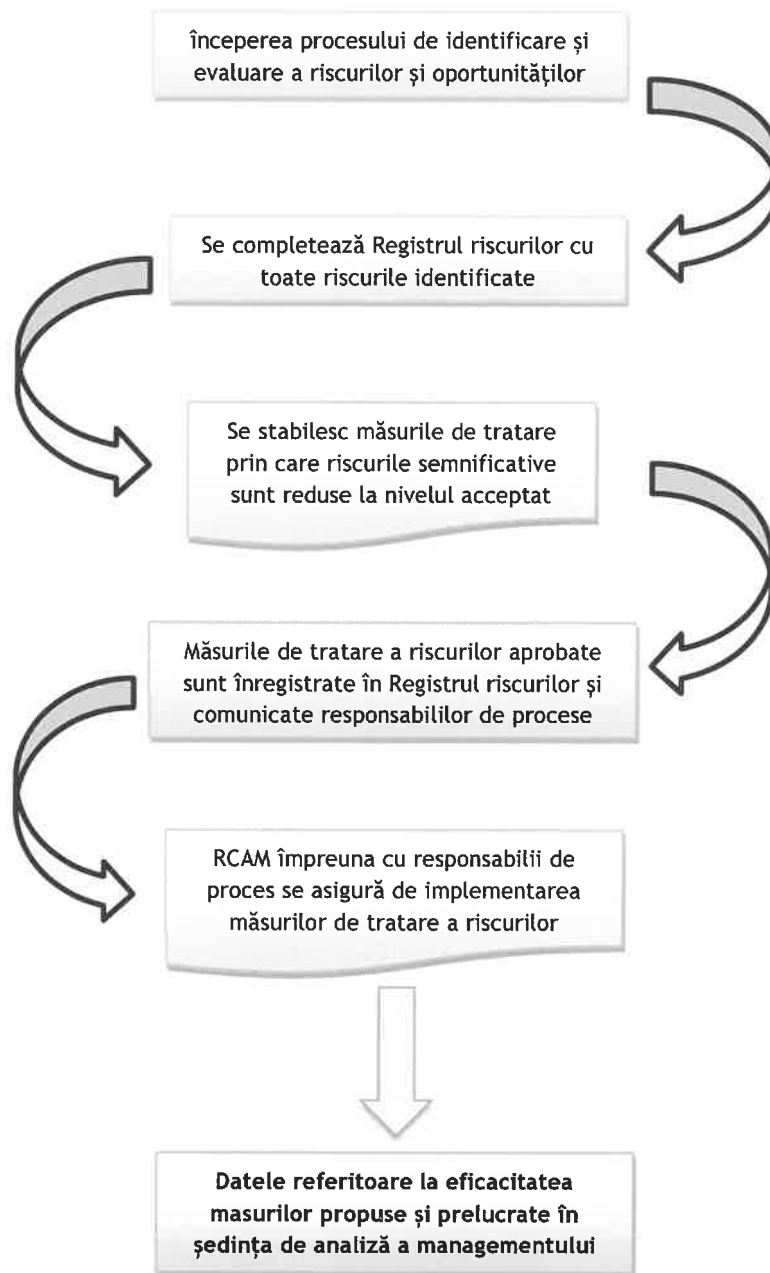 începerea procesului de identificare și
evaluare a riscurilor și oportunităților
Se completează Registrul riscurilor cu
toate riscurile identificate
Se stabilesc măsurile de tratare
prin care riscurile semnificative
sunt reduse la nivelul acceptat
Măsurile de tratare a riscurilor aprobate
sunt înregistrate în Registrul riscurilor și
comunicate responsabililor de procese
RCAM împreuna cu responsabilii de
proces se asigură de implementarea
măsurilor de tratare a riscurilor
Datele referitoare la eficacitatea
masurilor propuse și prelucrate în
ședința de analiză a managementului